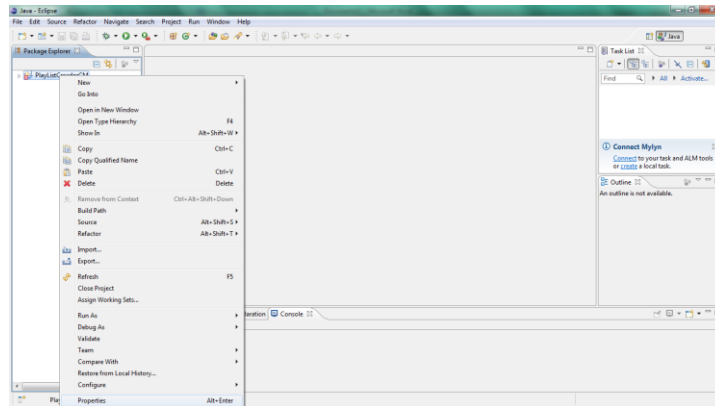 Java - Eclipse
File Edit Source Refactor Navigate Search Project Run Window Help
Java
Package Explorer
Task List
PlayListCreatorGM
Find All Activate...
New
Go Into
Open in New Window
Open Type Hierarchy F4
Show In Alt+Shift+W
Copy Ctrl+C
Copy Qualified Name
Paste Ctrl+V
Delete Delete
Remove from Context Ctrl+Alt+Shift+Down
Build Path
Source Alt+Shift+S
Refactor Alt+Shift+T
Import...
Export...
Refresh F5
Close Project
Assign Working Sets...
Run As
Debug As
Validate
Team
Compare With
Restore from Local History...
Configure
Properties Alt+Enter
Connect Mylyn
Connect to your task and ALM tools
or create a local task.
Outline
An outline is not available.
laration Console
Play